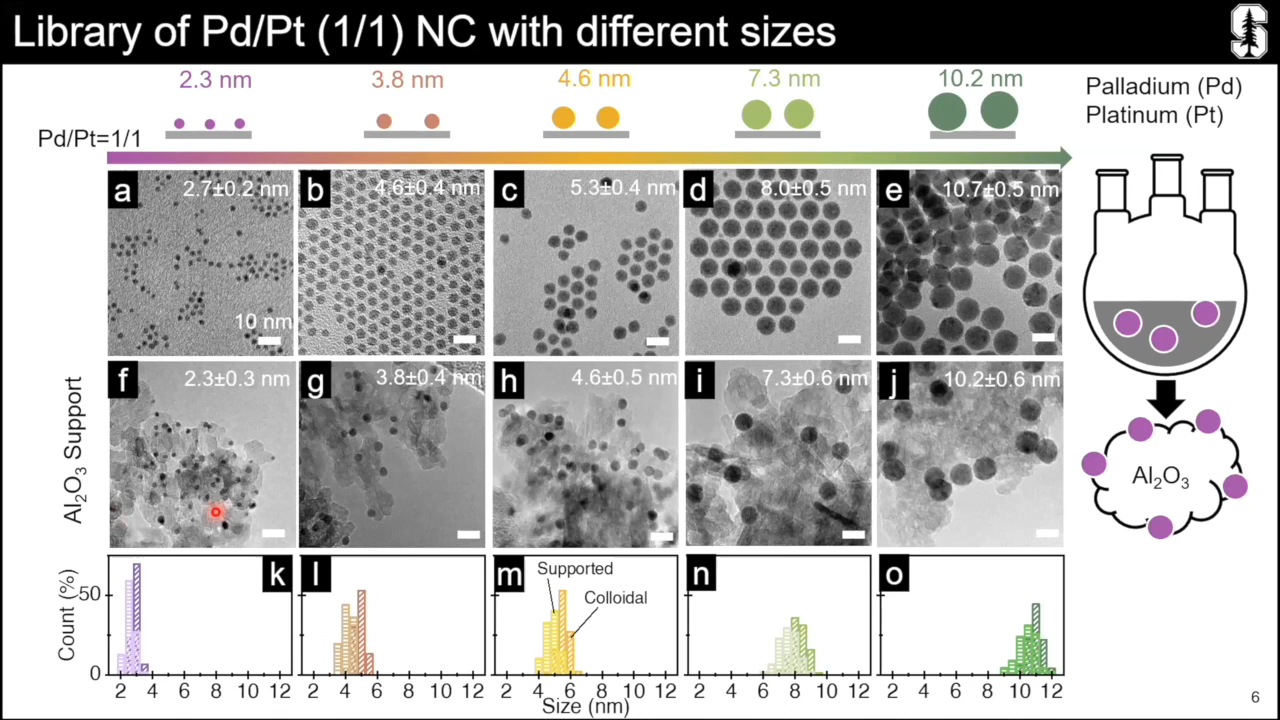 Library of Pd/Pt (1/1) NC with different sizes
2.3 nm
3.8 nm
4.6 nm
7.3 nm
10.2 nm
Palladium (Pd)
Platinum (Pt)
Pd/Pt=1/1
a
2.7±0.2 nm
10 nm
b
4.6±0.4 nm
c
5.3±0.4 nm
d
8.0±0.5 nm
e
10.7±0.5 nm
Al₂O₃ Support
f
2.3±0.3 nm
g
3.8±0.4 nm
h
4.6±0.5 nm
i
7.3±0.6 nm
j
10.2±0.6 nm
Al₂O₃
Count (%)
50
0
k
l
m
Supported
Colloidal
n
o
2 4 6 8 10 12
2 4 6 8 10 12
2 4 6 8 10 12
2 4 6 8 10 12
2 4 6 8 10 12
Size (nm)
S
6